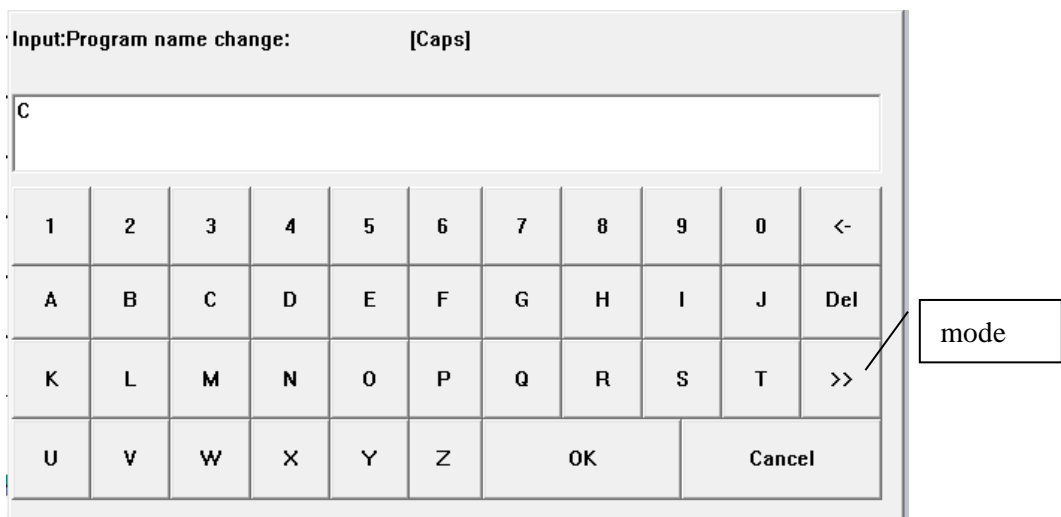 Input:Program name change: [Caps]
C
1 2 3 4 5 6 7 8 9 0 <-
A B C D E F G H I J Del
mode
K L M N O P Q R S T >>
U V W X Y Z OK Cancel